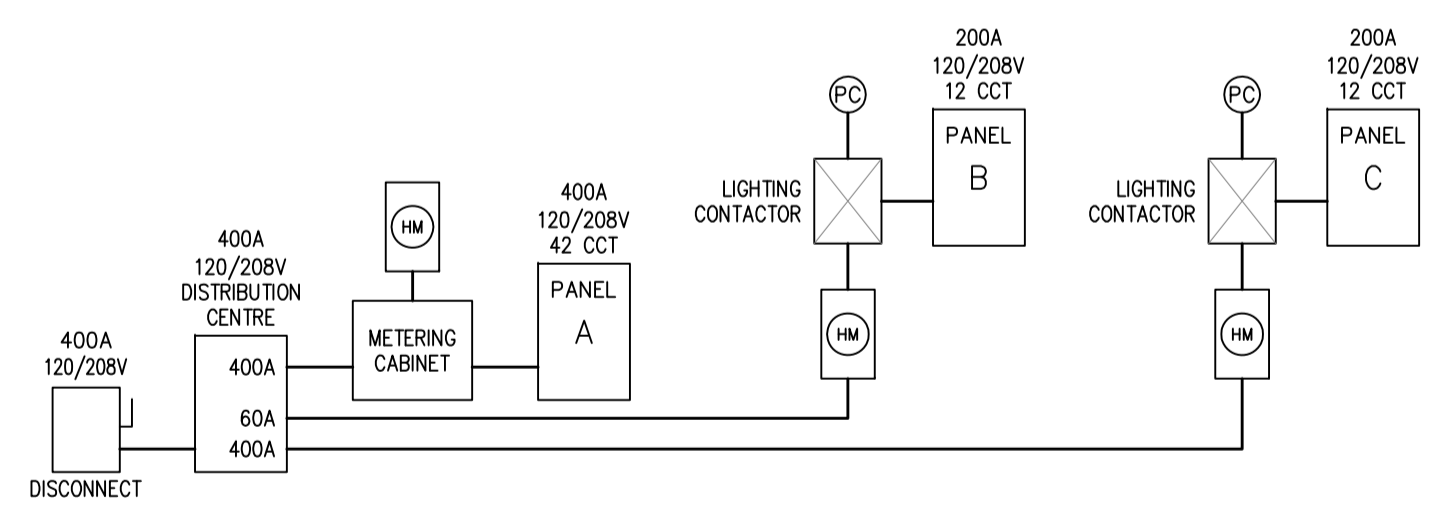 400A
120/208V
DISCONNECT
400A
120/208V
DISTRIBUTION
CENTRE
400A
60A
400A
HM
METERING
CABINET
400A
120/208V
42 CCT
PANEL
A
PC
LIGHTING
CONTACTOR
HM
200A
120/208V
12 CCT
PANEL
B
PC
LIGHTING
CONTACTOR
HM
200A
120/208V
12 CCT
PANEL
C